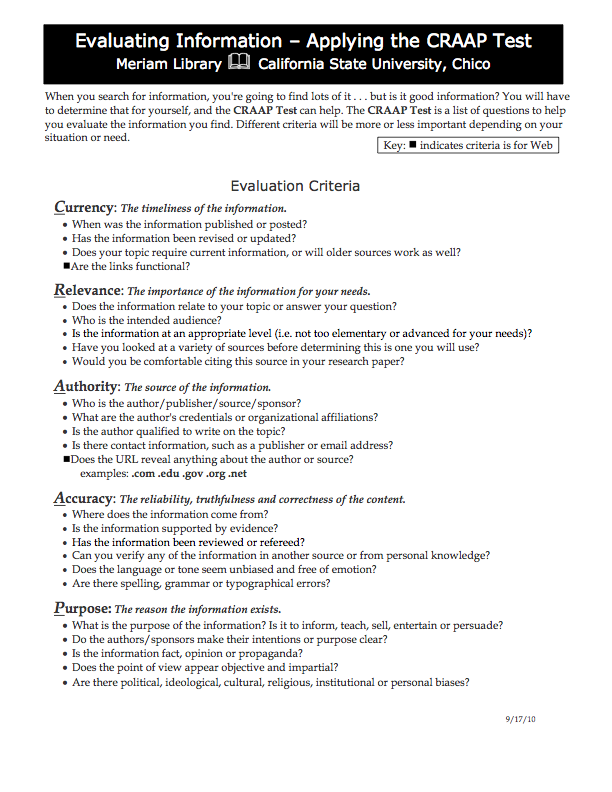 Evaluating Information – Applying the CRAAP Test
Meriam Library California State University, Chico
When you search for information, you're going to find lots of it . . . but is it good information? You will have
to determine that for yourself, and the CRAAP Test can help. The CRAAP Test is a list of questions to help
you evaluate the information you find. Different criteria will be more or less important depending on your
situation or need.
Key: ■ indicates criteria is for Web
Evaluation Criteria
Currency: The timeliness of the information.
• When was the information published or posted?
• Has the information been revised or updated?
• Does your topic require current information, or will older sources work as well?
■Are the links functional?
Relevance: The importance of the information for your needs.
• Does the information relate to your topic or answer your question?
• Who is the intended audience?
• Is the information at an appropriate level (i.e. not too elementary or advanced for your needs)?
• Have you looked at a variety of sources before determining this is one you will use?
• Would you be comfortable citing this source in your research paper?
Authority: The source of the information.
• Who is the author/publisher/source/sponsor?
• What are the author's credentials or organizational affiliations?
• Is the author qualified to write on the topic?
• Is there contact information, such as a publisher or email address?
■Does the URL reveal anything about the author or source?
examples: .com .edu .gov .org .net
Accuracy: The reliability, truthfulness and correctness of the content.
• Where does the information come from?
• Is the information supported by evidence?
• Has the information been reviewed or refereed?
• Can you verify any of the information in another source or from personal knowledge?
• Does the language or tone seem unbiased and free of emotion?
• Are there spelling, grammar or typographical errors?
Purpose: The reason the information exists.
• What is the purpose of the information? Is it to inform, teach, sell, entertain or persuade?
• Do the authors/sponsors make their intentions or purpose clear?
• Is the information fact, opinion or propaganda?
• Does the point of view appear objective and impartial?
• Are there political, ideological, cultural, religious, institutional or personal biases?
9/17/10